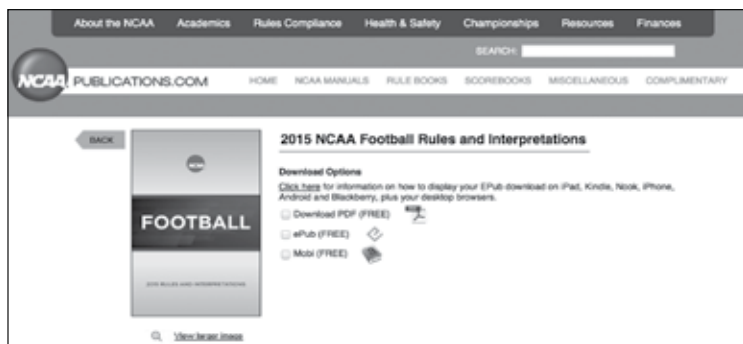 About the NCAA Academics Rules Compliance Health & Safety Championships Resources Finances
SEARCH:
NCAA PUBLICATIONS.COM HOME NCAA MANUALS RULE BOOKS SCOREBOOKS MISCELLANEOUS COMPLIMENTARY
BACK
2015 NCAA Football Rules and Interpretations
Download Options
Click here for information on how to display your EPub download on iPad, Kindle, Nook, iPhone,
Android and Blackberry, plus your desktop browsers.
Download PDF (FREE)
ePub (FREE)
Mobi (FREE)
NCAA
FOOTBALL
2015 RULES AND INTERPRETATIONS
View larger image